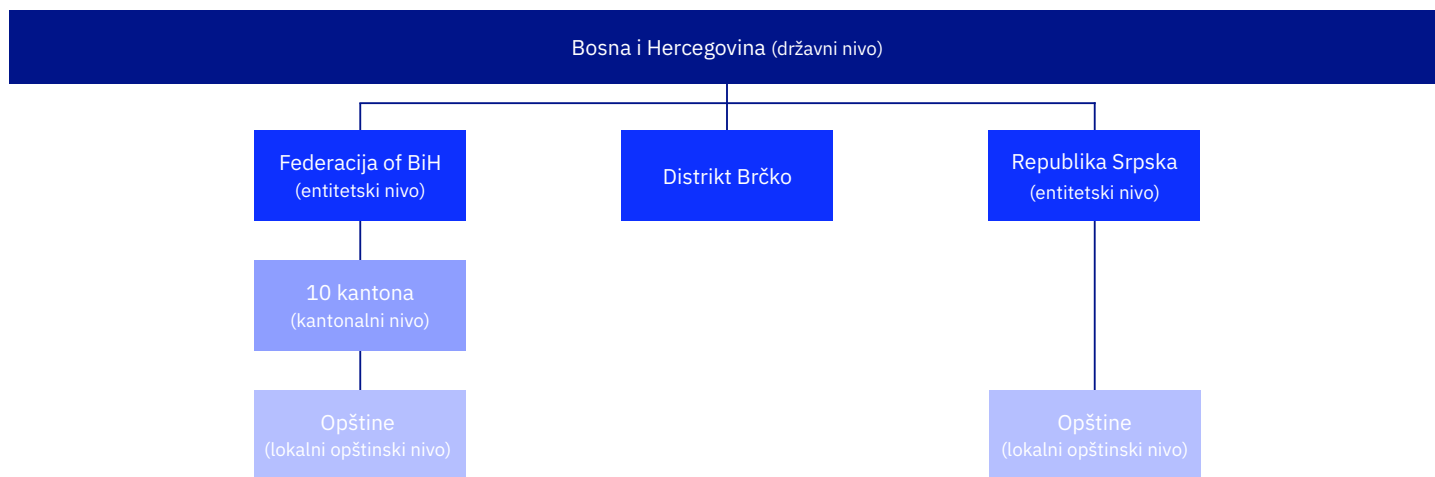 Bosna i Hercegovina (državni nivo)
Federacija of BiH
(entitetski nivo)
Distrikt Brčko
Republika Srpska
(entitetski nivo)
10 kantona
(kantonalni nivo)
Opštine
(lokalni opštinski nivo)
Opštine
(lokalni opštinski nivo)